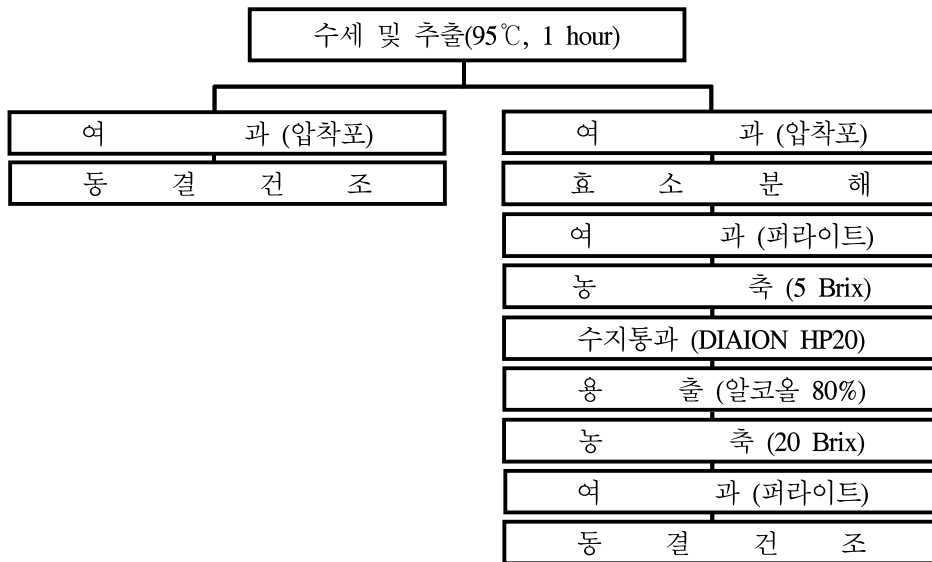 수세 및 추출(95℃, 1 hour)
여 과 (압착포)
동 결 건 조
여 과 (압착포)
효 소 분 해
여 과 (퍼라이트)
농 축 (5 Brix)
수지통과 (DIAION HP20)
용 출 (알코올 80%)
농 축 (20 Brix)
여 과 (퍼라이트)
동 결 건 조